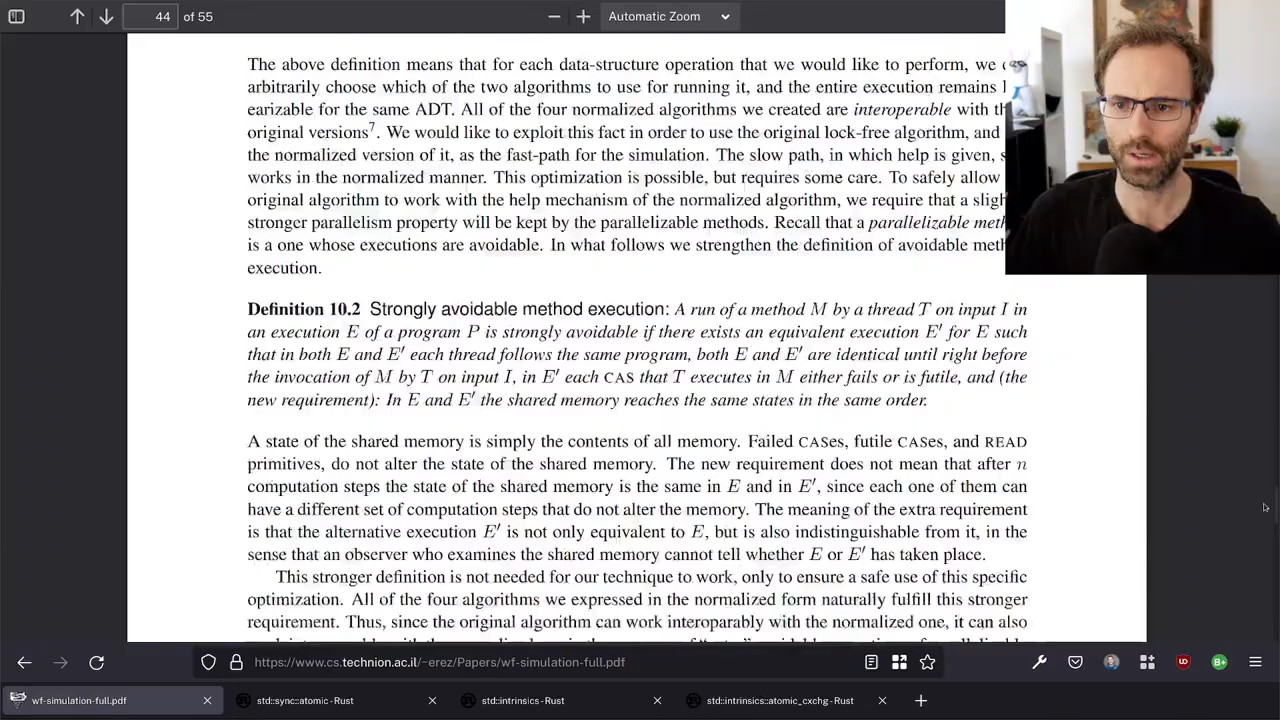 44 of 55
Automatic Zoom
The above definition means that for each data-structure operation that we would like to perform, we
arbitrarily choose which of the two algorithms to use for running it, and the entire execution remains
earizable for the same ADT. All of the four normalized algorithms we created are interoperable with
original versions7. We would like to exploit this fact in order to use the original lock-free algorithm, and
the normalized version of it, as the fast-path for the simulation. The slow path, in which help is given,
works in the normalized manner. This optimization is possible, but requires some care. To safely allow
original algorithm to work with the help mechanism of the normalized algorithm, we require that a
stronger parallelism property will be kept by the parallelizable methods. Recall that a parallelizable
is a one whose executions are avoidable. In what follows we strengthen the definition of avoidable
execution.
Definition 10.2 Strongly avoidable method execution: A run of a method M by a thread T on input I in
an execution E of a program P is strongly avoidable if there exists an equivalent execution E′ for E such
that in both E and E′ each thread follows the same program, both E and E′ are identical until right before
the invocation of M by T on input I, in E′ each CAS that T executes in M either fails or is futile, and (the
new requirement): In E and E′ the shared memory reaches the same states in the same order.
A state of the shared memory is simply the contents of all memory. Failed CASes, futile CASes, and READ
primitives, do not alter the state of the shared memory. The new requirement does not mean that after n
computation steps the state of the shared memory is the same in E and in E′, since each one of them can
have a different set of computation steps that do not alter the memory. The meaning of the extra requirement
is that the alternative execution E′ is not only equivalent to E, but is also indistinguishable from it, in the
sense that an observer who examines the shared memory cannot tell whether E or E′ has taken place.
This stronger definition is not needed for our technique to work, only to ensure a safe use of this specific
optimization. All of the four algorithms we expressed in the normalized form naturally fulfill this stronger
requirement. Thus, since the original algorithm can work interoparably with the normalized one, it can also
https://www.cs.technion.ac.il/~erez/Papers/wf-simulation-full.pdf
wf-simulation-full.pdf
std::sync::atomic - Rust
std::intrinsics - Rust
std::intrinsics::atomic_cxchg - Rust